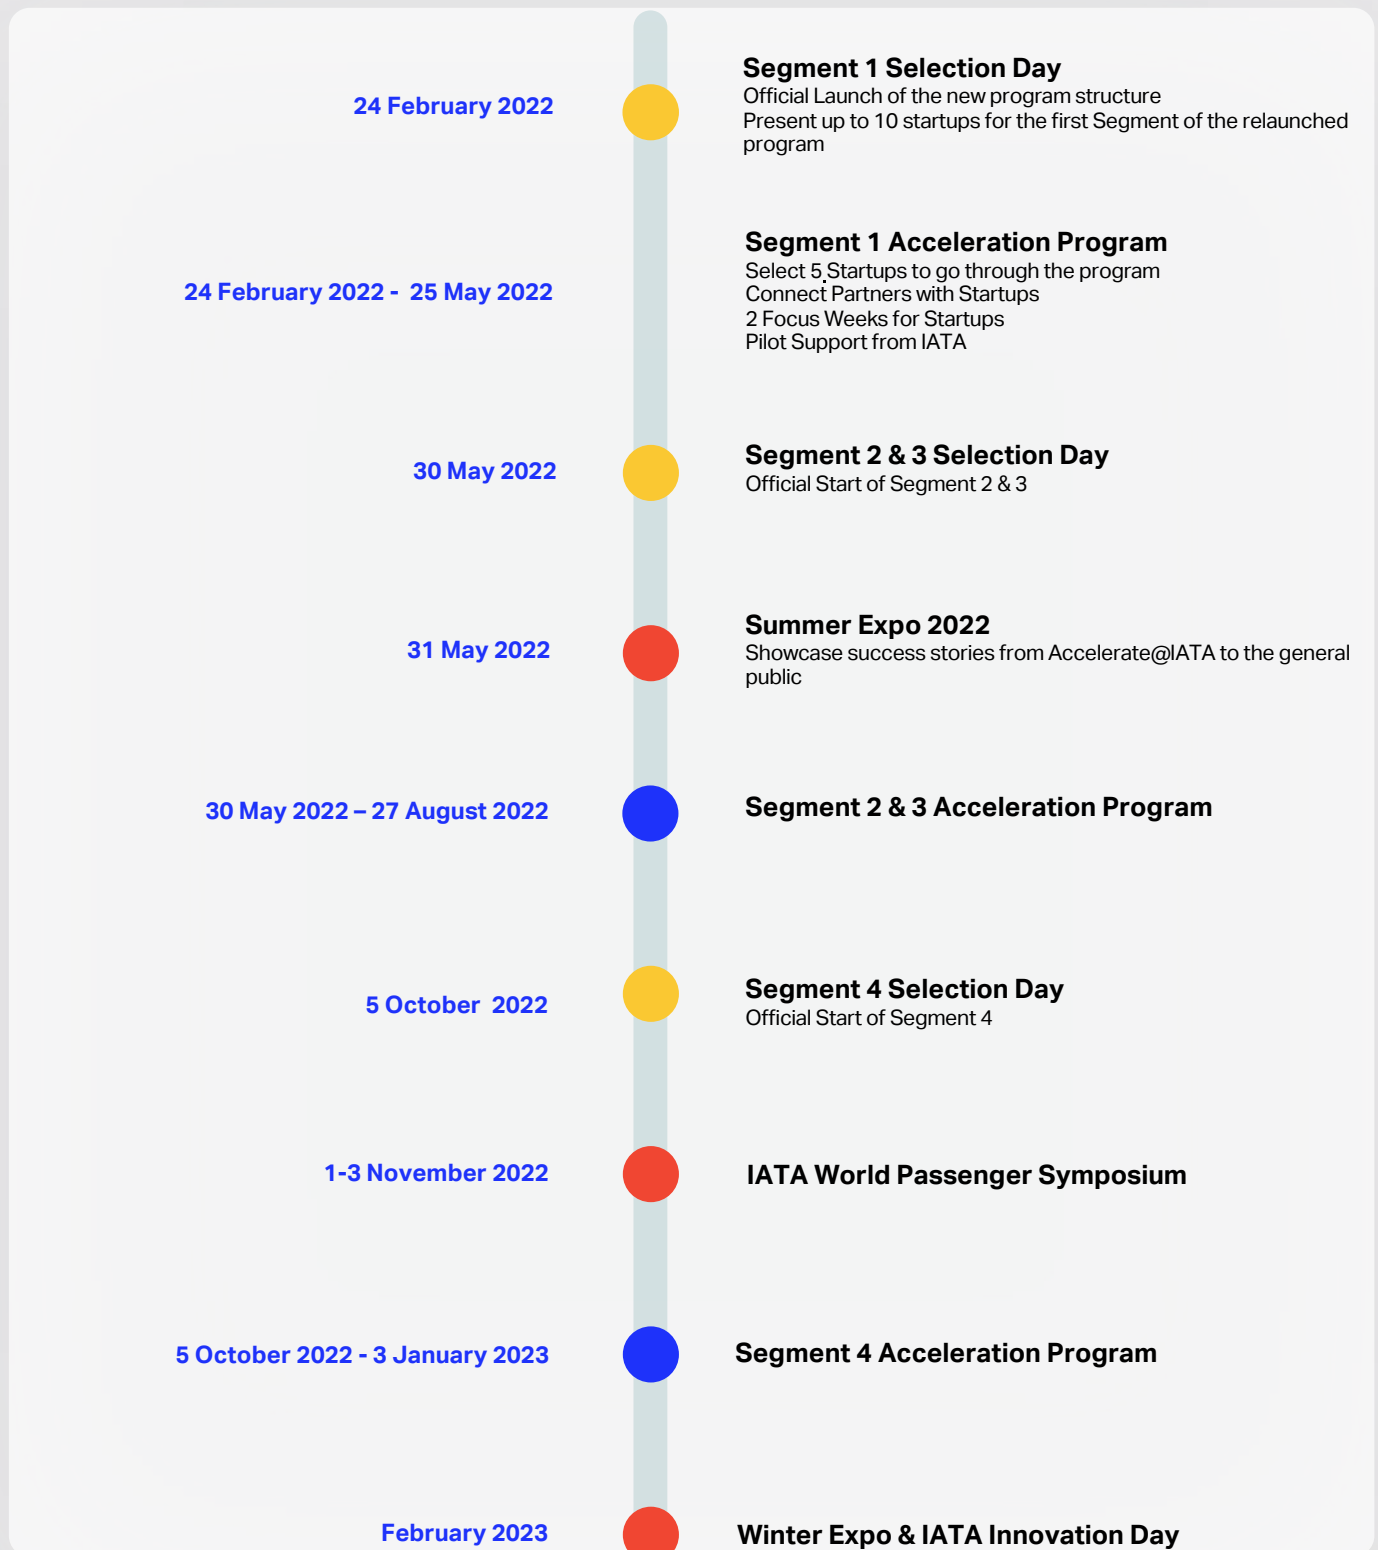 24 February 2022
Segment 1 Selection Day
Official Launch of the new program structure
Present up to 10 startups for the first Segment of the relaunched
program
24 February 2022 -  25 May 2022
Segment 1 Acceleration Program
Select 5 Startups to go through the program
Connect Partners with Startups
2 Focus Weeks for Startups
Pilot Support from IATA
30 May 2022
Segment 2 & 3 Selection Day
Official Start of Segment 2 & 3
31 May 2022
Summer Expo 2022
Showcase success stories from Accelerate@IATA to the general
public
30 May 2022 – 27 August 2022
Segment 2 & 3 Acceleration Program
5 October  2022
Segment 4 Selection Day
Official Start of Segment 4
1-3 November 2022
IATA World Passenger Symposium
5 October 2022 - 3 January 2023
Segment 4 Acceleration Program
February 2023
Winter Expo & IATA Innovation Day